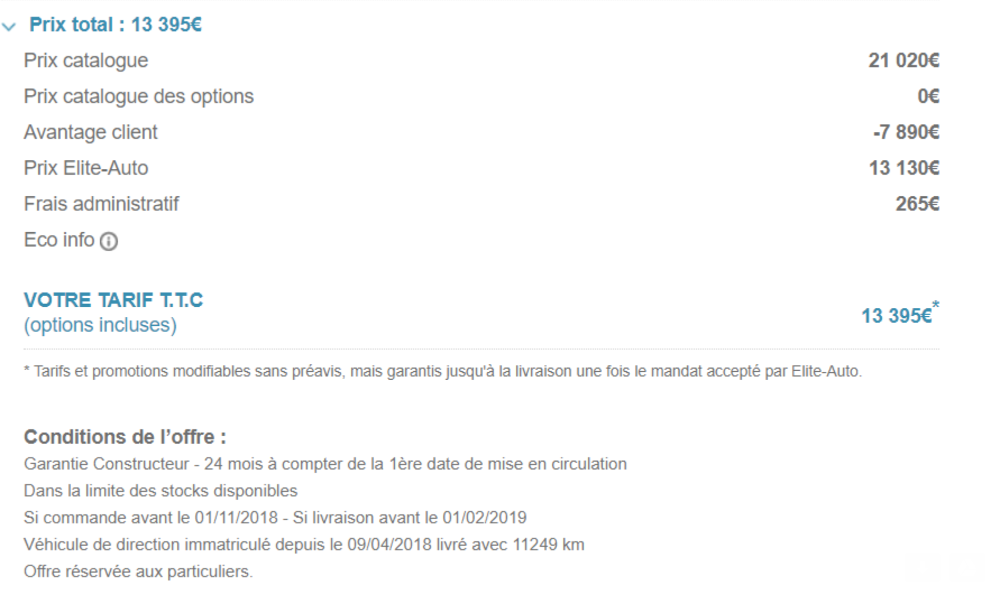 Prix total : 13 395€
Prix catalogue 21 020€
Prix catalogue des options 0€
Avantage client -7 890€
Prix Elite-Auto 13 130€
Frais administratif 265€
Eco info
VOTRE TARIF T.T.C
(options incluses) 13 395€*
* Tarifs et promotions modifiables sans préavis, mais garantis jusqu'à la livraison une fois le mandat accepté par Elite-Auto.
Conditions de l’offre :
Garantie Constructeur - 24 mois à compter de la 1ère date de mise en circulation
Dans la limite des stocks disponibles
Si commande avant le 01/11/2018 - Si livraison avant le 01/02/2019
Véhicule de direction immatriculé depuis le 09/04/2018 livré avec 11249 km
Offre réservée aux particuliers.